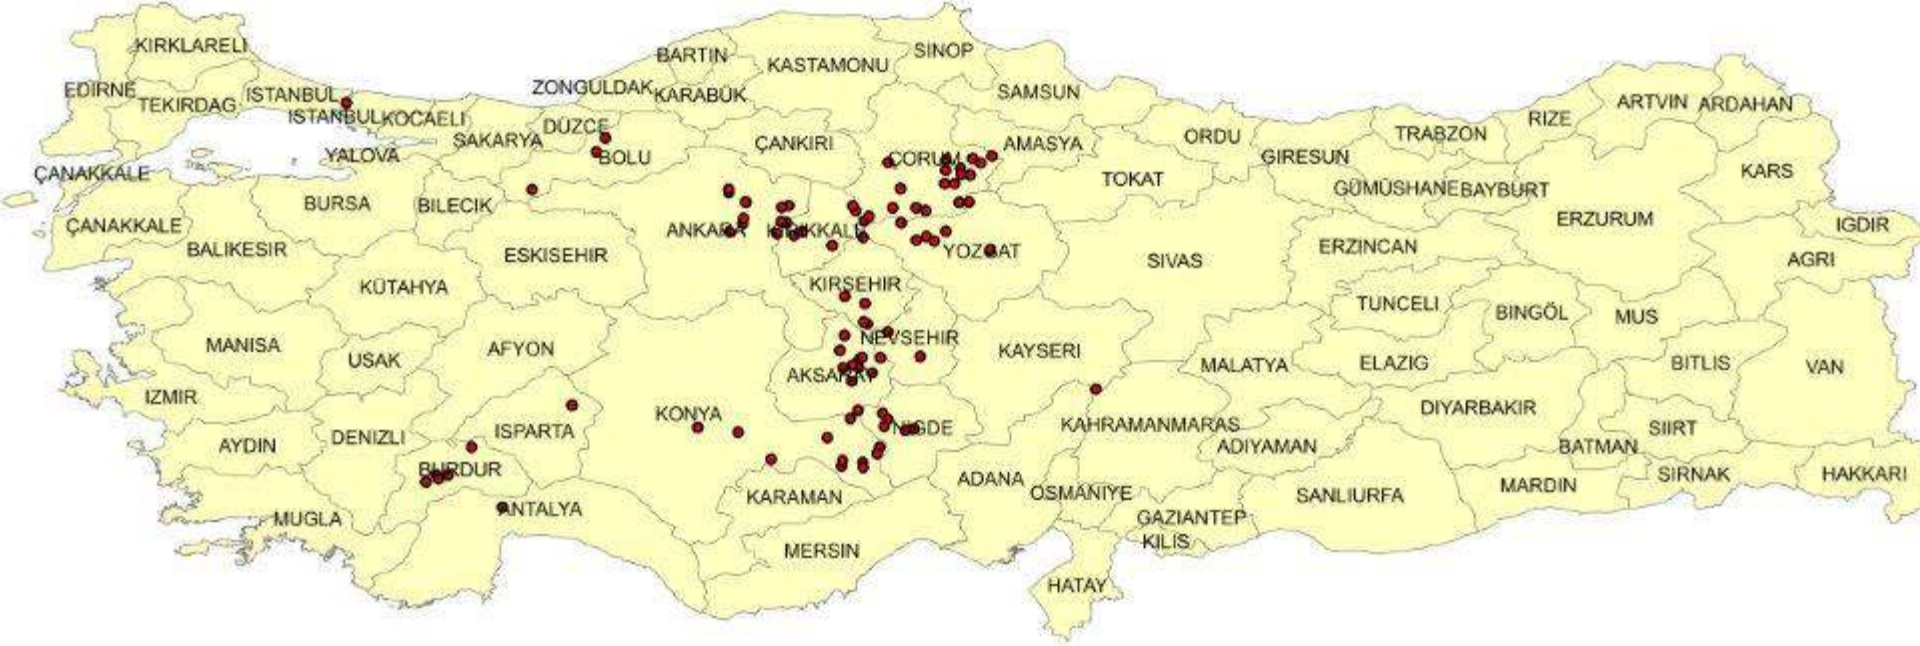 KIRKLARELI
EDIRNE
TEKIRDAG
ISTANBUL
ISTANBUL
KOCAELI
YALOVA
SAKARYA
DÜZCE
BOLU
ZONGULDAK
BARTIN
KARABÜK
KASTAMONU
SINOP
SAMSUN
ÇANKIRI
ÇORUM
AMASYA
TOKAT
ORDU
GIRESUN
TRABZON
RIZE
ARTVIN
ARDAHAN
KARS
GÜMÜSHANE
BAYBURT
ERZURUM
IGDIR
AGRI
ÇANAKKALE
ÇANAKKALE
BURSA
BILECIK
BALIKESIR
ESKISEHIR
ANKARA
KIRIKKALE
YOZGAT
SIVAS
ERZINCAN
KÜTAHYA
KIRSEHIR
TUNCELI
BINGÖL
MUS
MANISA
USAK
AFYON
NEVSEHIR
KAYSERI
MALATYA
ELAZIG
BITLIS
VAN
AKSARAY
IZMIR
KONYA
NIGDE
KAHRAMANMARAS
DIYARBAKIR
AYDIN
DENIZLI
ISPARTA
ADIYAMAN
BATMAN
SIIRT
BURDUR
SIRNAK
HAKKARI
ADANA
KARAMAN
OSMANIYE
SANLIURFA
MARDIN
MUGLA
ANTALYA
GAZIANTEP
KILIS
MERSIN
HATAY